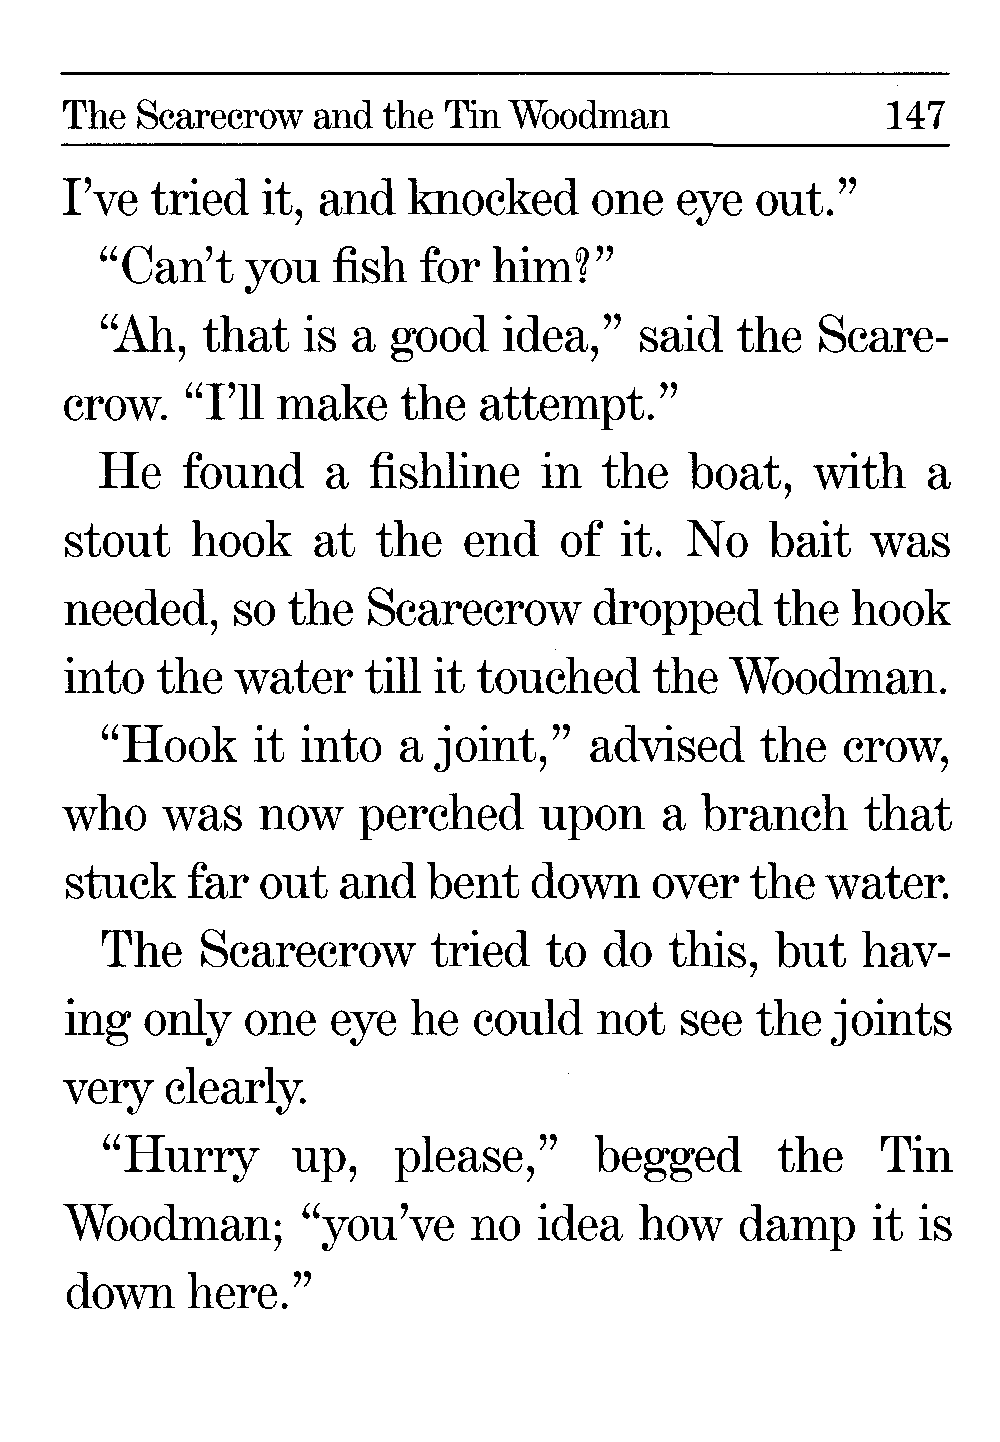 The Scarecrow and the Tin Woodman 147
I’ve tried it, and knocked one eye out.”
“Can’t you fish for him?”
“Ah, that is a good idea,” said the Scare-
crow. “I’ll make the attempt.”
He found a fishline in the boat, with a
stout hook at the end of it. No bait was
needed, so the Scarecrow dropped the hook
into the water till it touched the Woodman.
“Hook it into a joint,” advised the crow,
who was now perched upon a branch that
stuck far out and bent down over the water.
The Scarecrow tried to do this, but hav-
ing only one eye he could not see the joints
very clearly.
“Hurry up, please,” begged the Tin
Woodman; “you’ve no idea how damp it is
down here.”